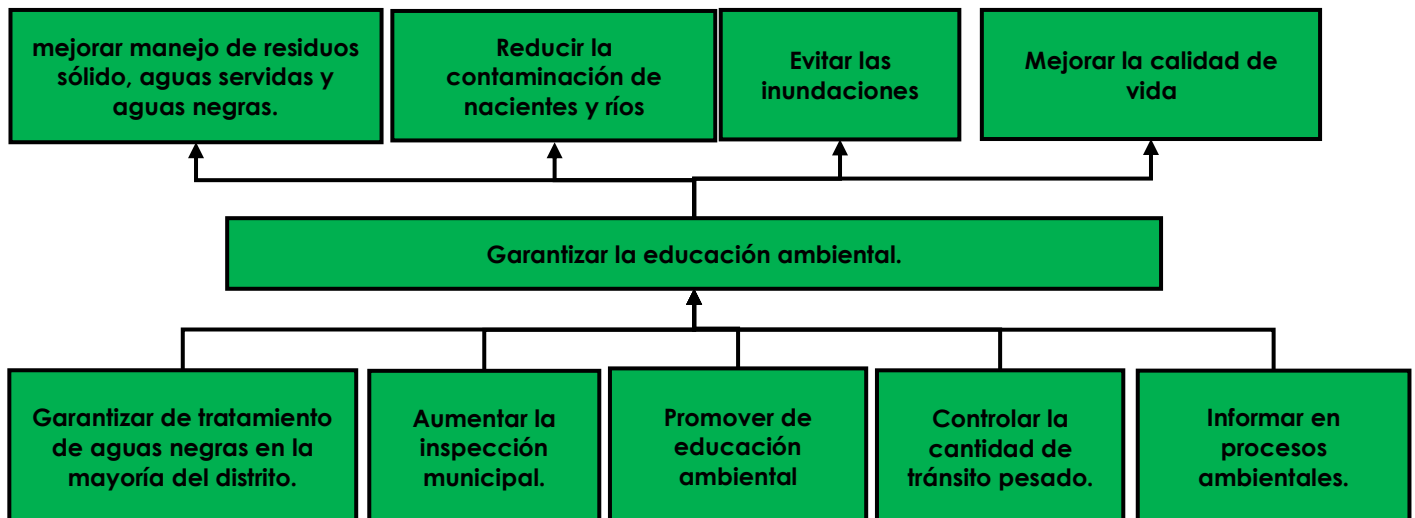 mejorar manejo de residuos
sólido, aguas servidas y
aguas negras.
Reducir la
contaminación de
nacientes y ríos
Evitar las
inundaciones
Mejorar la calidad de
vida
Garantizar la educación ambiental.
Garantizar de tratamiento
de aguas negras en la
mayoría del distrito.
Aumentar la
inspección
municipal.
Promover de
educación
ambiental
Controlar la
cantidad de
tránsito pesado.
Informar en
procesos
ambientales.